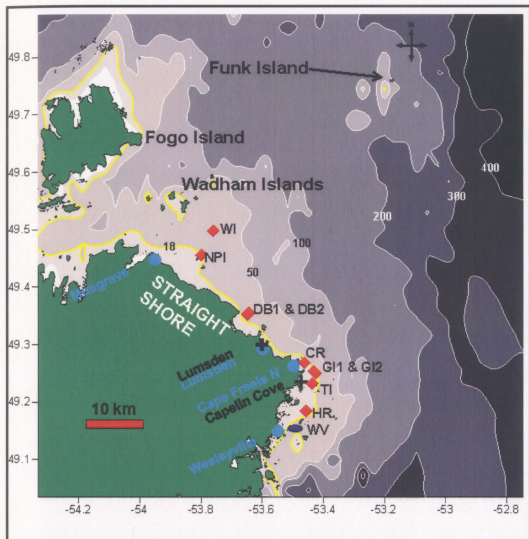 49.8
49.7
49.6
49.5
49.4
49.3
49.2
49.1
N
Funk Island
Fogo Island
Wadham Islands
400
300
200
100
50
18
WI
NPI
Musgrave
STRAIGHT
SHORE
DB1 & DB2
CR
GI1 & GI2
TI
HR
WV
Lumsden
Lumsden
Cape Freels N
Capelin Cove
Wesleyville
10 km
-54.2
-54
-53.8
-53.6
-53.4
-53.2
-53
-52.8